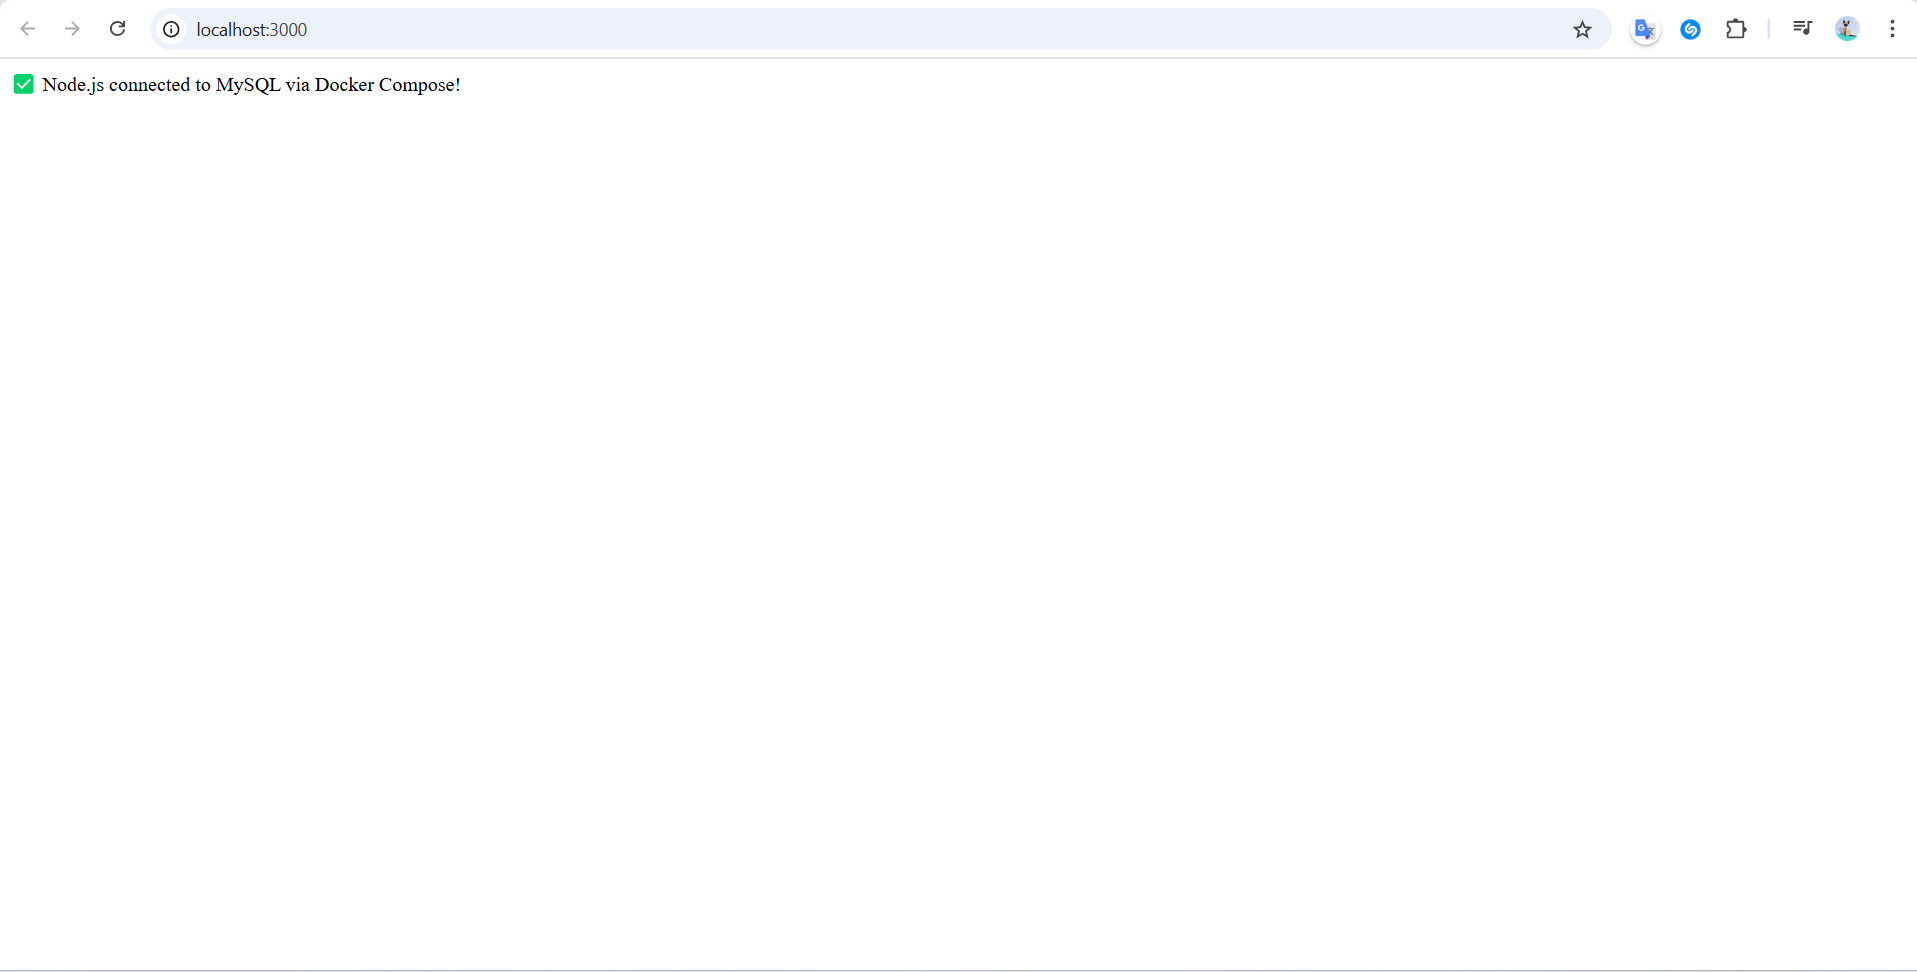 localhost:3000
✅ Node.js connected to MySQL via Docker Compose!